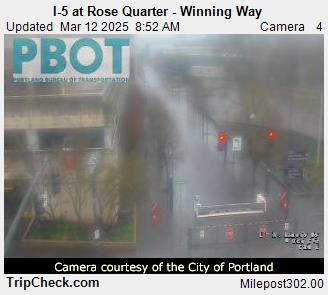 I-5 at Rose Quarter - Winning Way
Updated Mar 12 2025 8:52 AM Camera 4
PBOT
PORTLAND BUREAU OF TRANSPORTATION
Camera courtesy of the City of Portland
TripCheck.com Milepost302.00